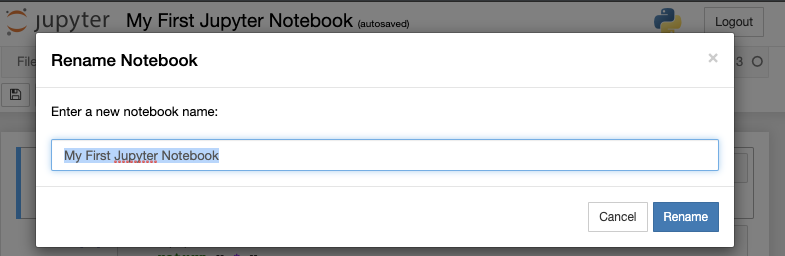 jupyter My First Jupyter Notebook (autosaved) Logout
Rename Notebook ×
File 3
Enter a new notebook name:
My First Jupyter Notebook
Cancel Rename